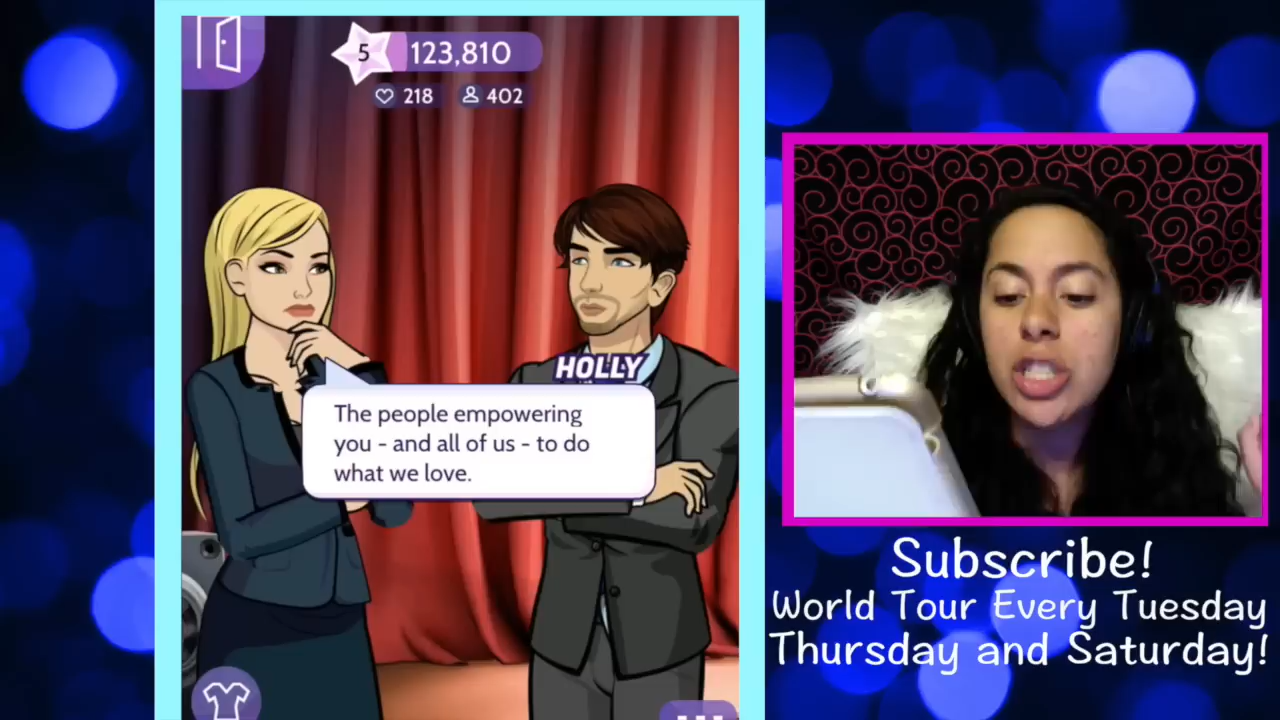 5 123,810
218 402
HOLLY
The people empowering
you - and all of us - to do
what we love.
Subscribe!
World Tour Every Tuesday
Thursday and Saturday!